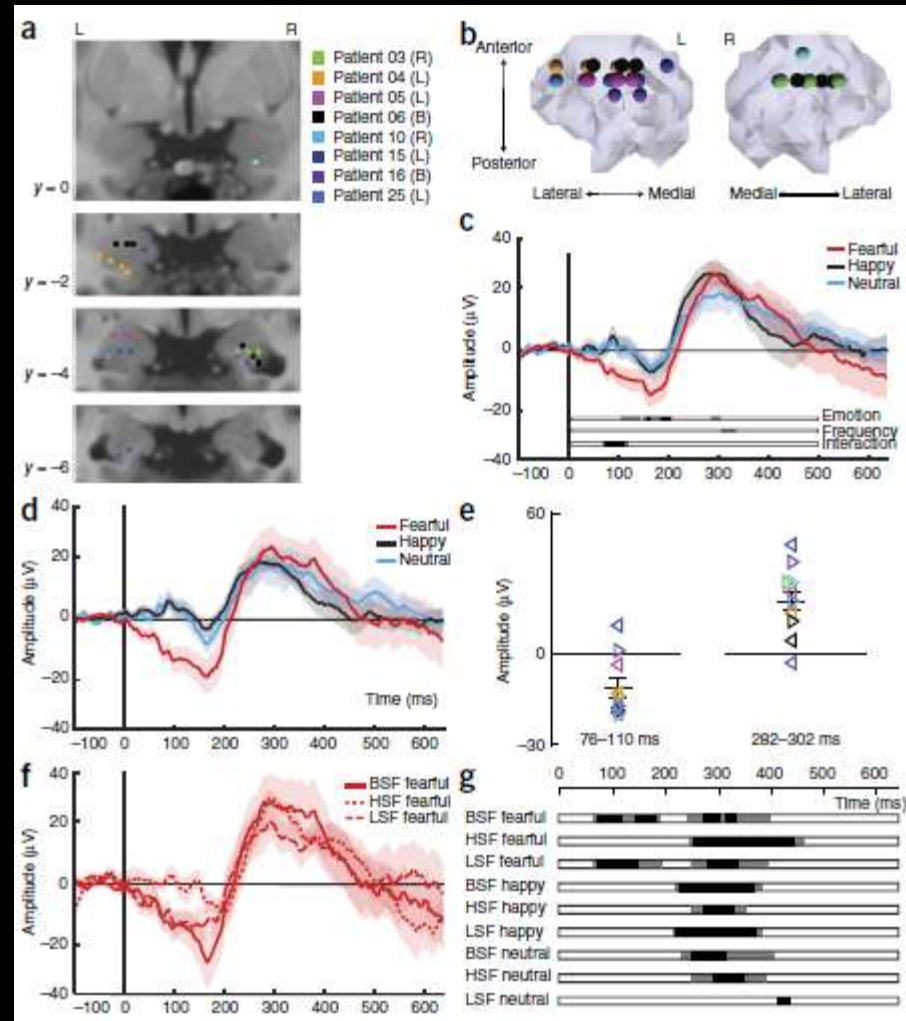 a
L R
Patient 03 (R)
Patient 04 (L)
Patient 05 (L)
Patient 06 (B)
Patient 10 (R)
Patient 15 (L)
Patient 16 (B)
Patient 25 (L)
y = 0
y = –2
y = –4
y = –6
b
L R
Anterior
Posterior
Lateral Medial
Medial Lateral
c
Fearful
Happy
Neutral
Amplitude (µV)
40
20
0
–20
–40
Emotion
Frequency
Interaction
–100 0 100 200 300 400 500 600
d
Fearful
Happy
Neutral
Amplitude (µV)
40
20
0
–20
–40
Time (ms)
–100 0 100 200 300 400 500 600
e
Amplitude (µV)
60
0
–30
76–110 ms
282–302 ms
f
BSF fearful
HSF fearful
LSF fearful
Amplitude (µV)
40
20
0
–20
–40
–100 0 100 200 300 400 500 600
g
0 100 200 300 400 500 600
Time (ms)
BSF fearful
HSF fearful
LSF fearful
BSF happy
HSF happy
LSF happy
BSF neutral
HSF neutral
LSF neutral